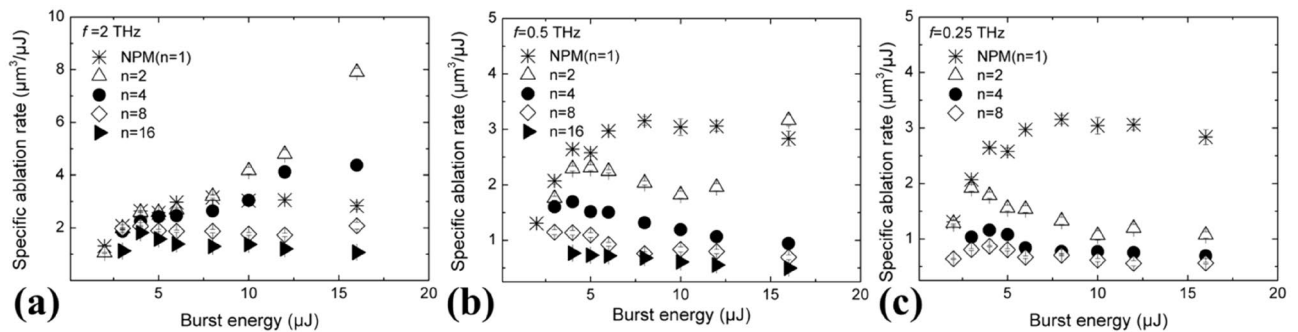 f=2 THz
NPM(n=1)
n=2
n=4
n=8
n=16
10
8
6
4
2
Specific ablation rate (μm³/μJ)
0 5 10 15 20
Burst energy (μJ)
(a)
f=0.5 THz
NPM(n=1)
n=2
n=4
n=8
n=16
5
4
3
2
1
0
Specific ablation rate (μm³/μJ)
0 5 10 15 20
Burst energy (μJ)
(b)
f=0.25 THz
NPM(n=1)
n=2
n=4
n=8
5
4
3
2
1
0
Specific ablation rate (μm³/μJ)
0 5 10 15 20
Burst energy (μJ)
(c)